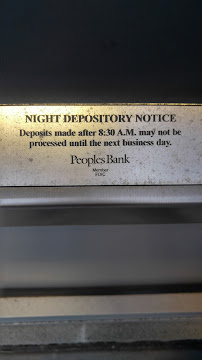 NIGHT DEPOSITORY NOTICE
Deposits made after 8:30 A.M. may not be
processed until the next business day.
Peoples Bank
Member
FDIC